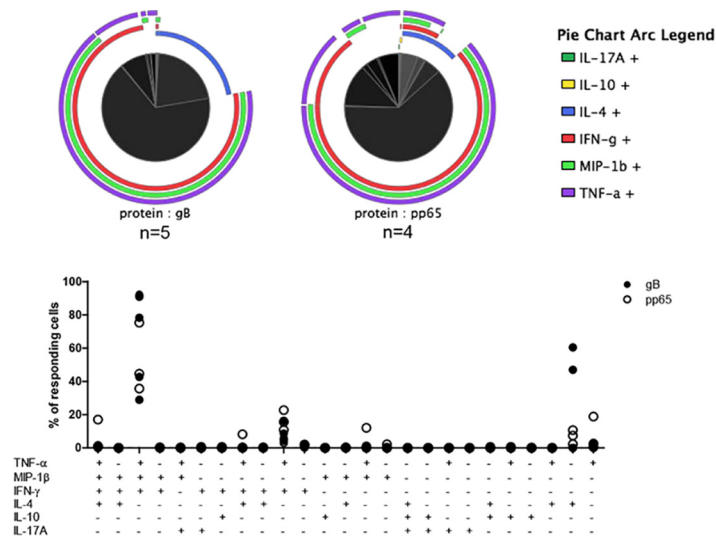 Pie Chart Arc Legend
IL-17A +
IL-10 +
IL-4 +
IFN-g +
MIP-1b +
TNF-a +
protein : gB
n=5
protein : pp65
n=4
gB
pp65
% of responding cells
100
80
60
40
20
0
TNF-α + - + - + - - + - + - - - + - - - + - - + - + - +
MIP-1β + + + + + - - - - - - + + + + - - - - - - - - - -
IFN-γ + + + + - + + + + + + - - - - - - - - - - - - - -
IL-4 + + - - - - - + + - - - + - - + - - - + - - + + -
IL-10 - - - - - - + - - - - + - - - + + - - + + + - - -
IL-17A - - - - + + - - - - - - - - - + + + + - - - - - -